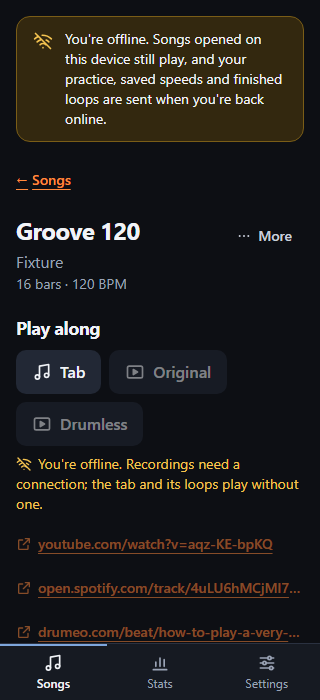 You're offline. Songs opened on
this device still play, and your
practice, saved speeds and finished
loops are sent when you're back
online.
← Songs
Groove 120
··· More
Fixture
16 bars · 120 BPM
Play along
Tab
Original
Drumless
You're offline. Recordings need a
connection; the tab and its loops play without
one.
youtube.com/watch?v=aqz-KE-bpKQ
open.spotify.com/track/4uLU6hMCjMI7...
drumeo.com/beat/how-to-play-a-very-...
Songs
Stats
Settings